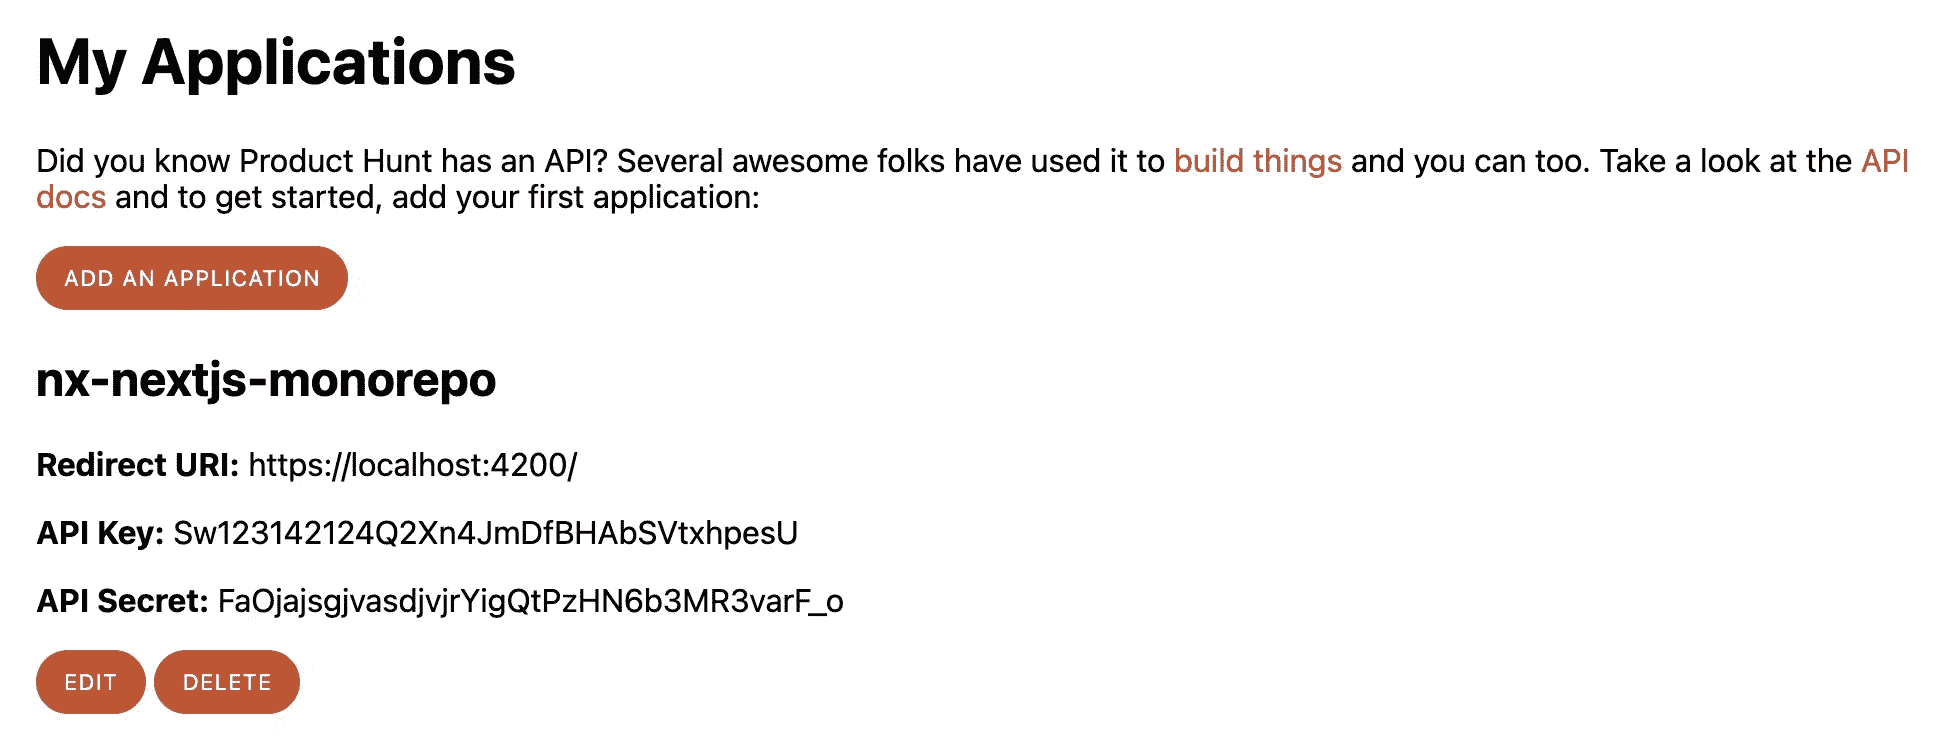 My Applications
Did you know Product Hunt has an API? Several awesome folks have used it to build things and you can too. Take a look at the API
docs and to get started, add your first application:
ADD AN APPLICATION
nx-nextjs-monorepo
Redirect URI: https://localhost:4200/
API Key: Sw123142124Q2Xn4JmDfBHAbSVtxhpesU
API Secret: FaOjajsgjvasdjvjrYigQtPzHN6b3MR3varF_o
EDIT DELETE